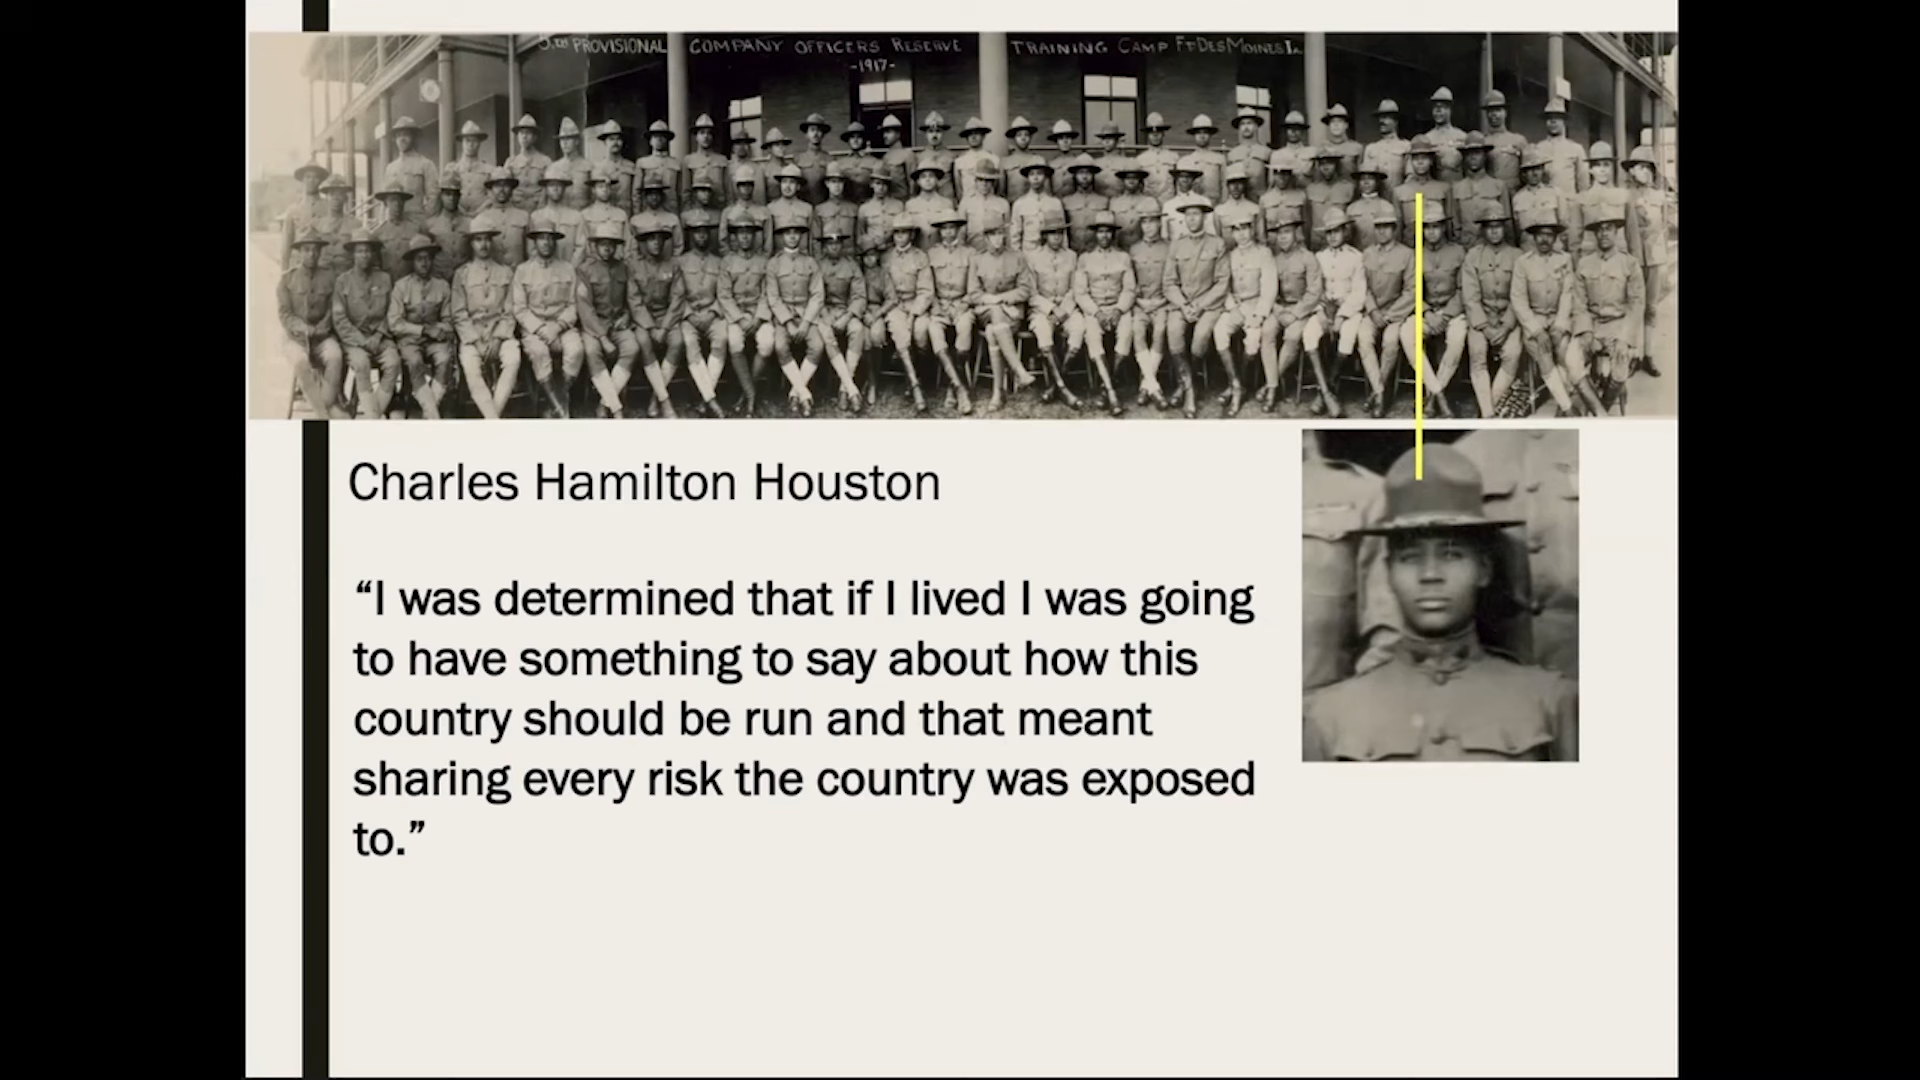 5th PROVISIONAL COMPANY OFFICERS RESERVE TRAINING CAMP FT DES MOINES Ia.
-1917-
Charles Hamilton Houston
“I was determined that if I lived I was going
to have something to say about how this
country should be run and that meant
sharing every risk the country was exposed
to.”